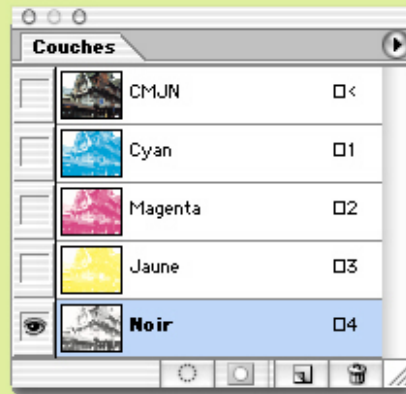 Couches
CMJN □<
Cyan □1
Magenta □2
Jaune □3
Noir □4